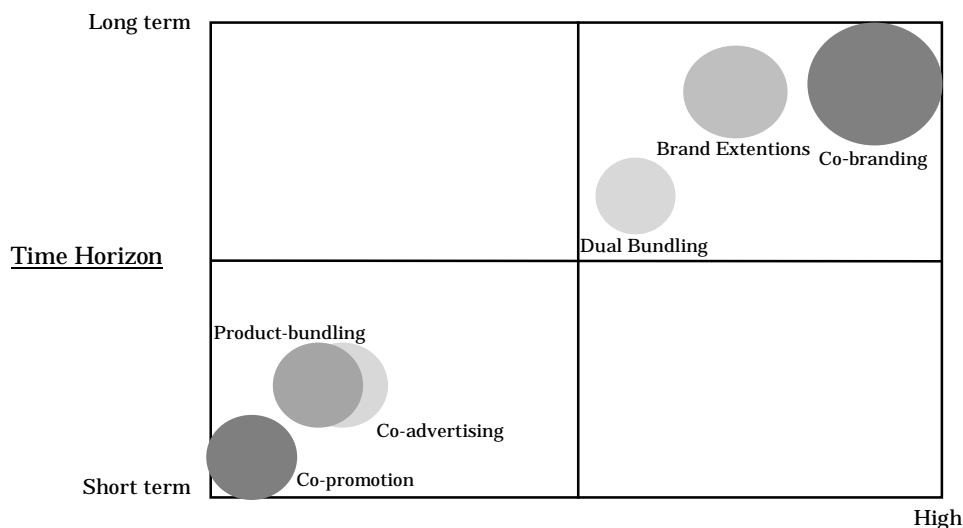 Long term
Brand Extentions
Co-branding
Dual Bundling
Time Horizon
Product-bundling
Co-advertising
Co-promotion
Short term
High